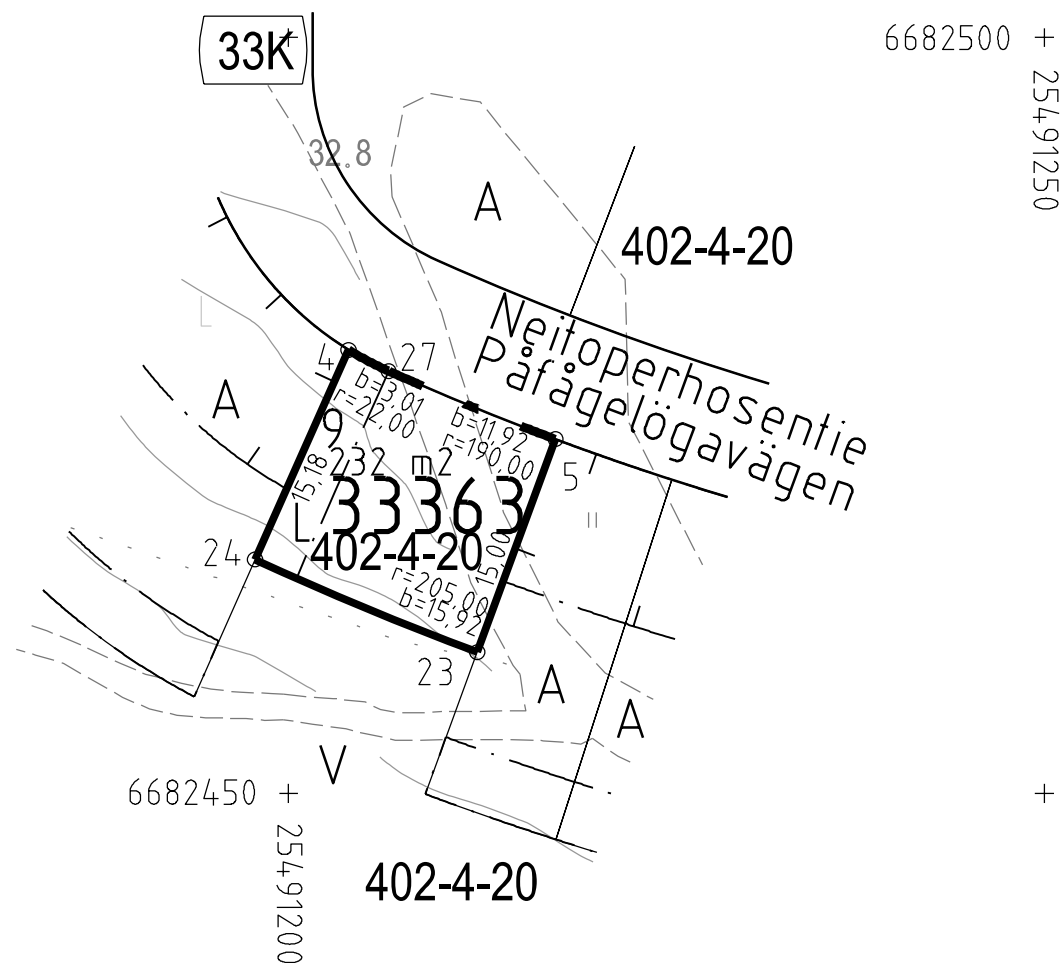 33K
6682500
25491250
32.8
A
402-4-20
L
Neitoperhosentie
Påfågelögavägen
4
27
b=3,01
r=22,00
b=11,92
r=190,00
A
9.
232 m2
15,18
5
33363
L.
402-4-20
24
15,00
r=205,00
b=15,92
23
A
A
V
6682450
25491200
402-4-20